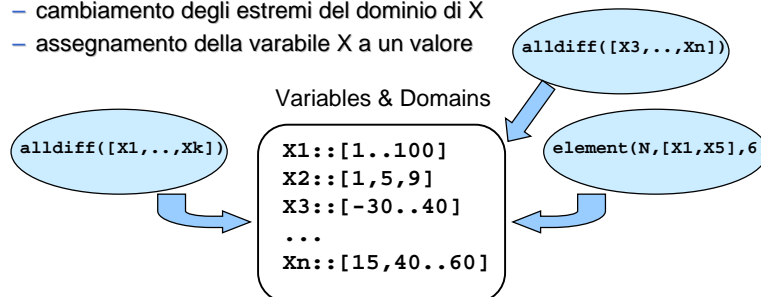 – cambiamento degli estremi del dominio di X
– assegnamento della varabile X a un valore
alldiff([X3,..,Xn])
Variables & Domains
alldiff([X1,..,Xk])
element(N,[X1,X5],6
X1::[1..100]
X2::[1,5,9]
X3::[-30..40]
...
Xn::[15,40..60]